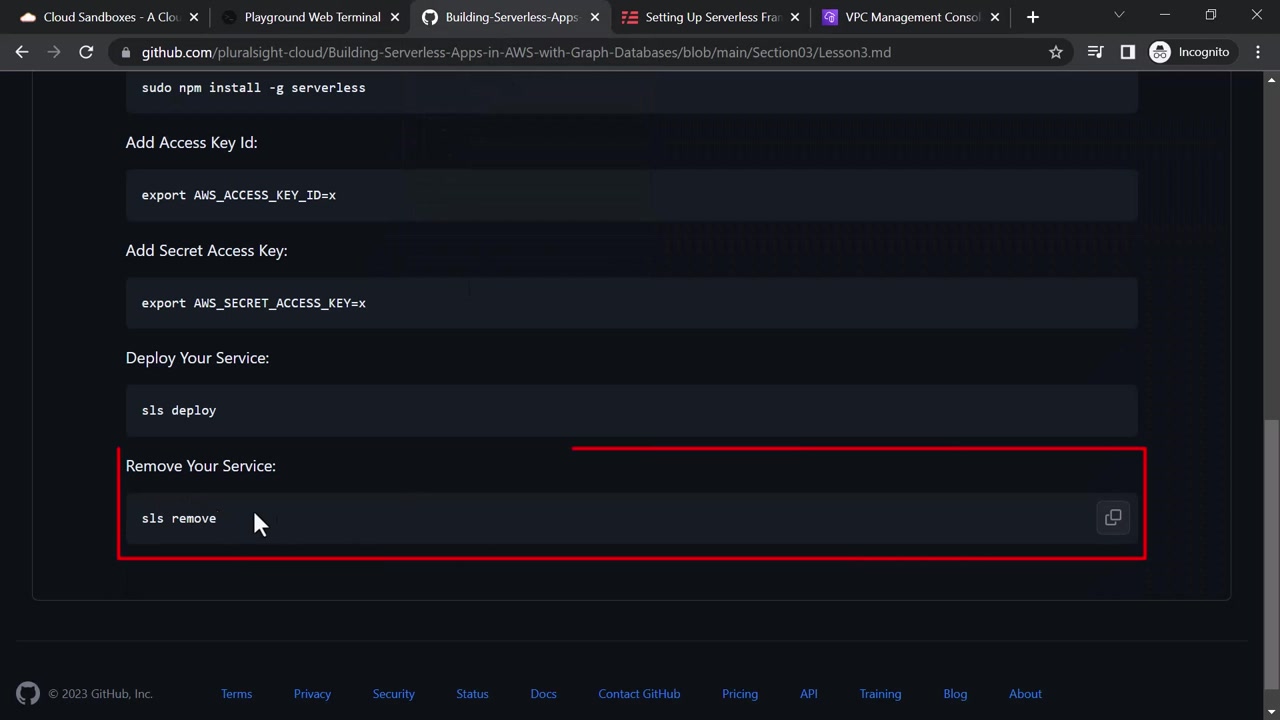 Cloud Sandboxes - A Clou
Playground Web Terminal
Building-Serverless-Apps-
Setting Up Serverless Fra
VPC Management Consol
github.com/pluralsight-cloud/Building-Serverless-Apps-in-AWS-with-Graph-Databases/blob/main/Section03/Lesson3.md
Incognito
sudo npm install -g serverless
Add Access Key Id:
export AWS_ACCESS_KEY_ID=x
Add Secret Access Key:
export AWS_SECRET_ACCESS_KEY=x
Deploy Your Service:
sls deploy
Remove Your Service:
sls remove
© 2023 GitHub, Inc. Terms Privacy Security Status Docs Contact GitHub Pricing API Training Blog About